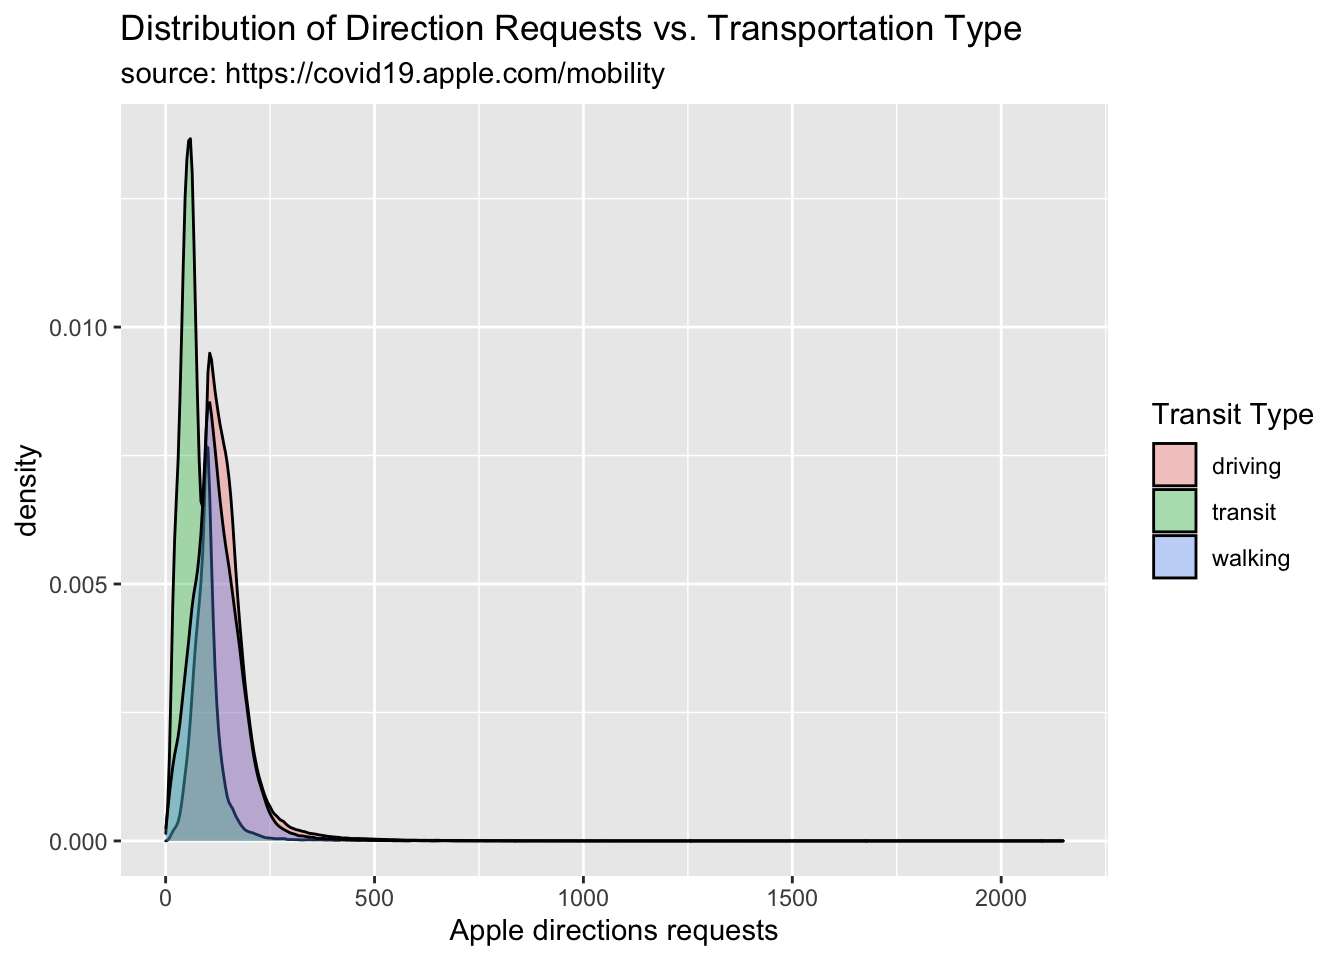 Distribution of Direction Requests vs. Transportation Type
source: https://covid19.apple.com/mobility
density
0.010
0.005
0.000
0
500
1000
1500
2000
Apple directions requests
Transit Type
driving
transit
walking